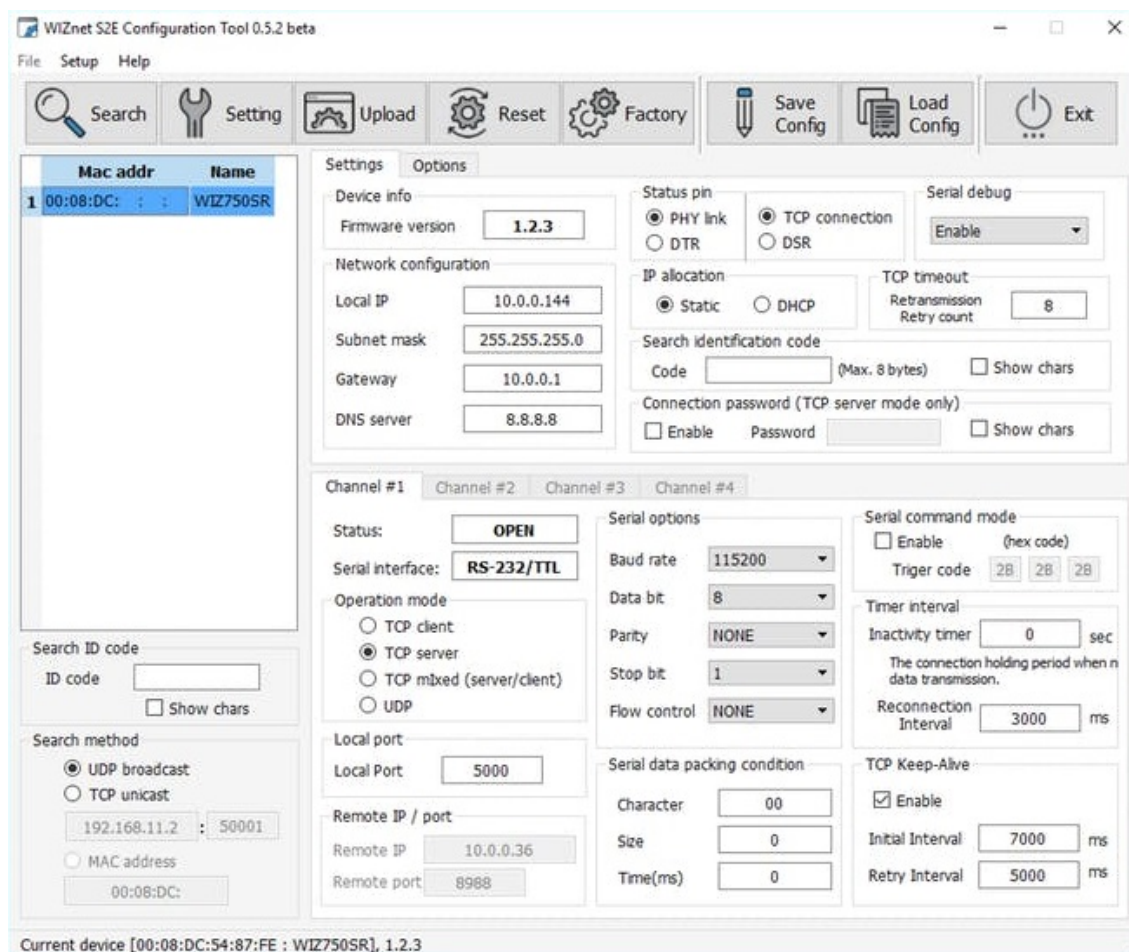 WIZnet S2E Configuration Tool 0.5.2 beta
File Setup Help
Search Setting Upload Reset Factory Save Config Load Config Exit
Mac addr Name
1 00:08:DC: : : WIZ750SR
Search ID code
ID code
Show chars
Search method
UDP broadcast
TCP unicast
192.168.11.2 : 50001
MAC address
00:08:DC:
Settings Options
Device info
Firmware version 1.2.3
Network configuration
Local IP 10.0.0.144
Subnet mask 255.255.255.0
Gateway 10.0.0.1
DNS server 8.8.8.8
Status pin
PHY link TCP connection
DTR DSR
Serial debug
Enable
IP allocation
Static DHCP
TCP timeout
Retransmission
Retry count 8
Search identification code
Code (Max. 8 bytes) Show chars
Connection password (TCP server mode only)
Enable Password Show chars
Channel #1 Channel #2 Channel #3 Channel #4
Status: OPEN
Serial interface: RS-232/TTL
Operation mode
TCP client
TCP server
TCP mIxed (server/client)
UDP
Local port
Local Port 5000
Remote IP / port
Remote IP 10.0.0.36
Remote port 8988
Serial options
Baud rate 115200
Data bit 8
Parity NONE
Stop bit 1
Flow control NONE
Serial data packing condition
Character 00
Size 0
Time(ms) 0
Serial command mode
Enable (hex code)
Triger code 2B 2B 2B
Timer interval
Inactivity timer 0 sec
The connection holding period when n
data transmission.
Reconnection
Interval 3000 ms
TCP Keep-Alive
Enable
Initial Interval 7000 ms
Retry Interval 5000 ms
Current device [00:08:DC:54:87:FE : WIZ750SR], 1.2.3